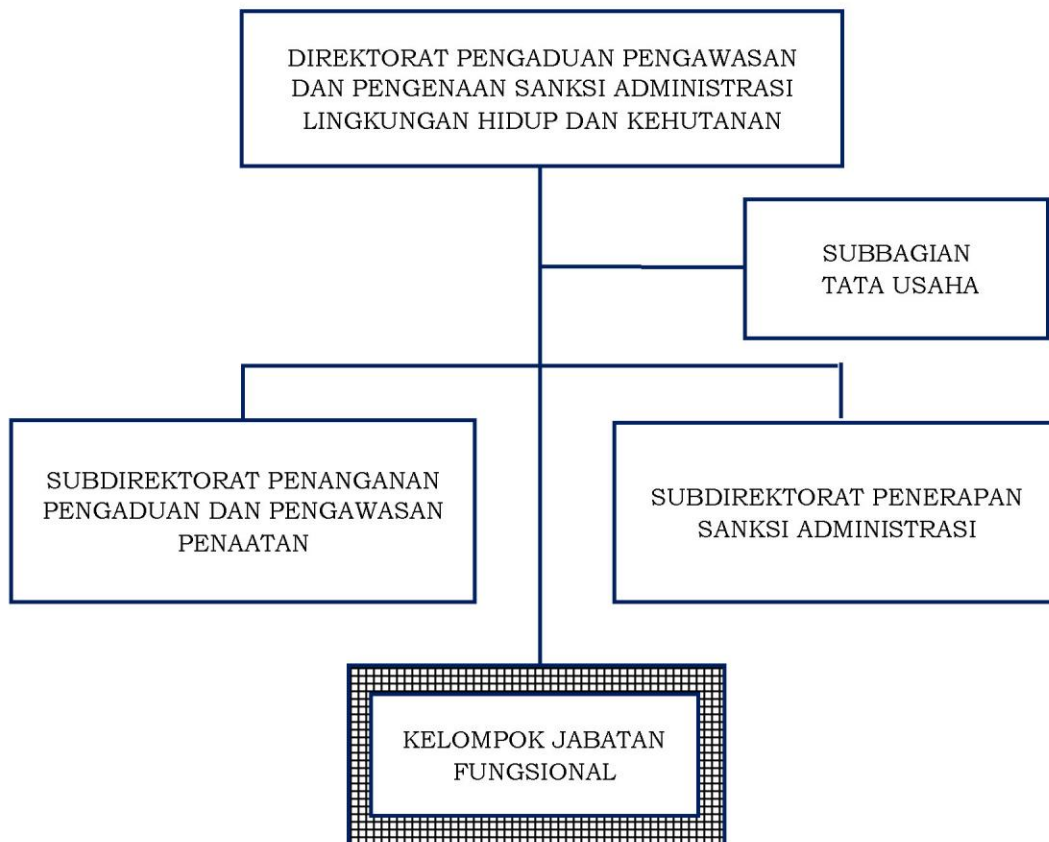 DIREKTORAT PENGADUAN PENGAWASAN
DAN PENGENAAN SANKSI ADMINISTRASI
LINGKUNGAN HIDUP DAN KEHUTANAN
SUBBAGIAN
TATA USAHA
SUBDIREKTORAT PENANGANAN
PENGADUAN DAN PENGAWASAN
PENAATAN
SUBDIREKTORAT PENERAPAN
SANKSI ADMINISTRASI
KELOMPOK JABATAN
FUNGSIONAL